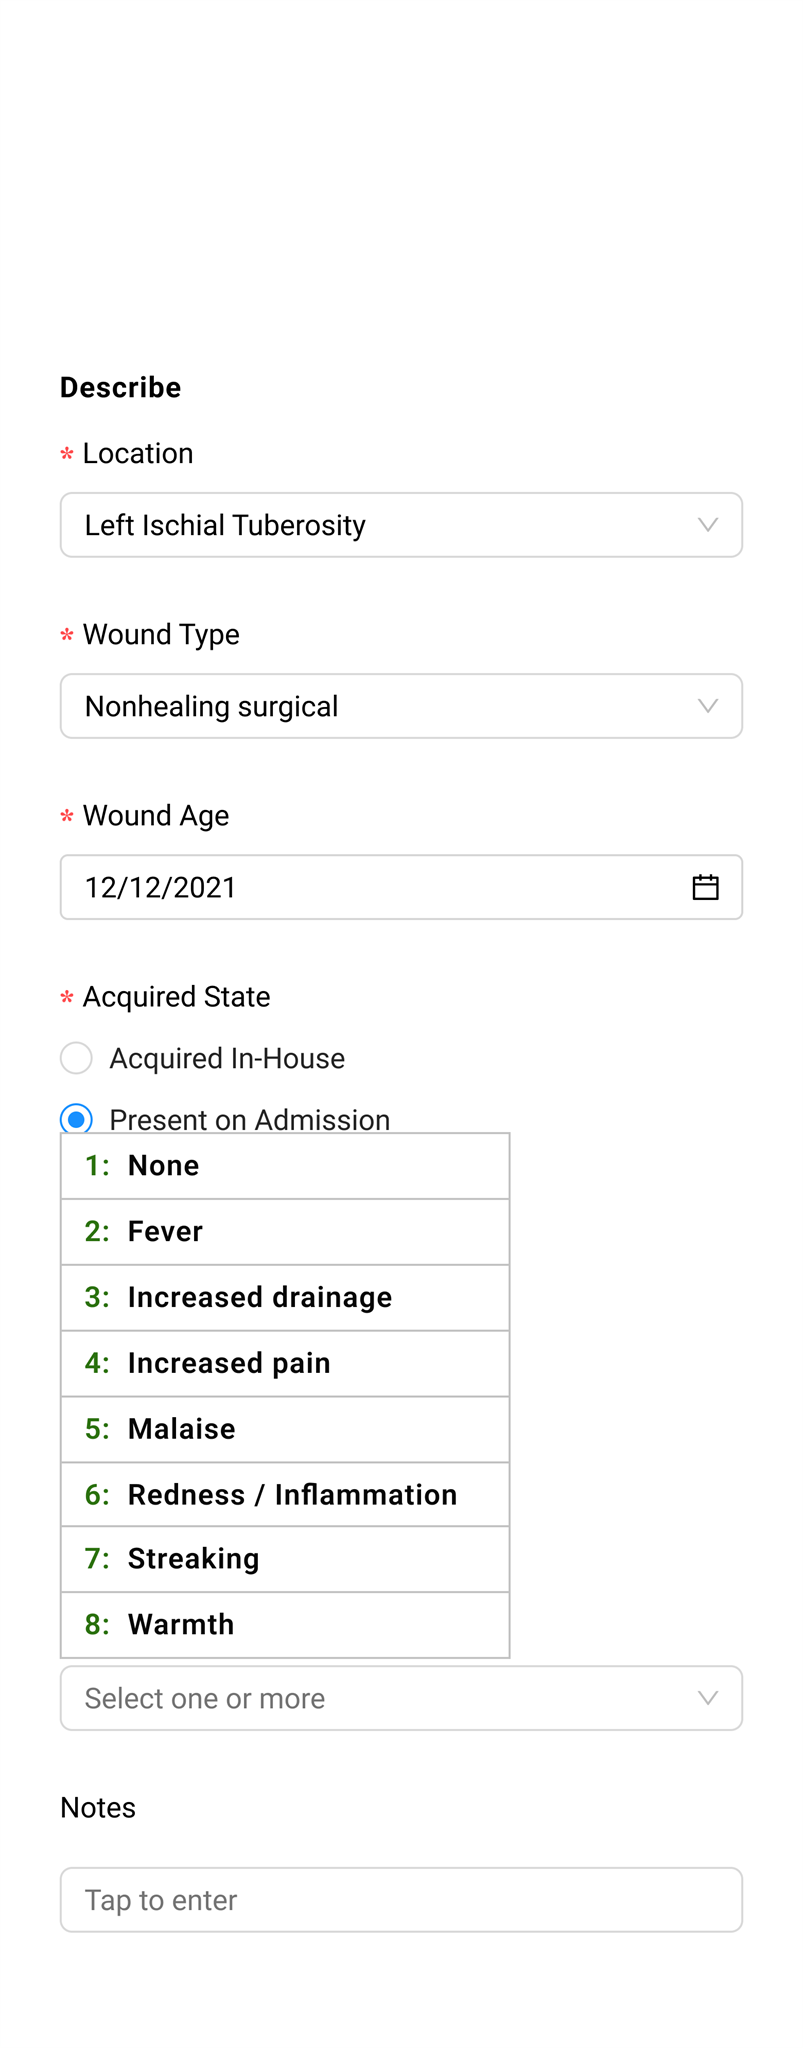 Describe
* Location
Left Ischial Tuberosity
* Wound Type
Nonhealing surgical
* Wound Age
12/12/2021
* Acquired State
Acquired In-House
Present on Admission
1: None
2: Fever
3: Increased drainage
4: Increased pain
5: Malaise
6: Redness / Inflammation
7: Streaking
8: Warmth
Select one or more
Notes
Tap to enter